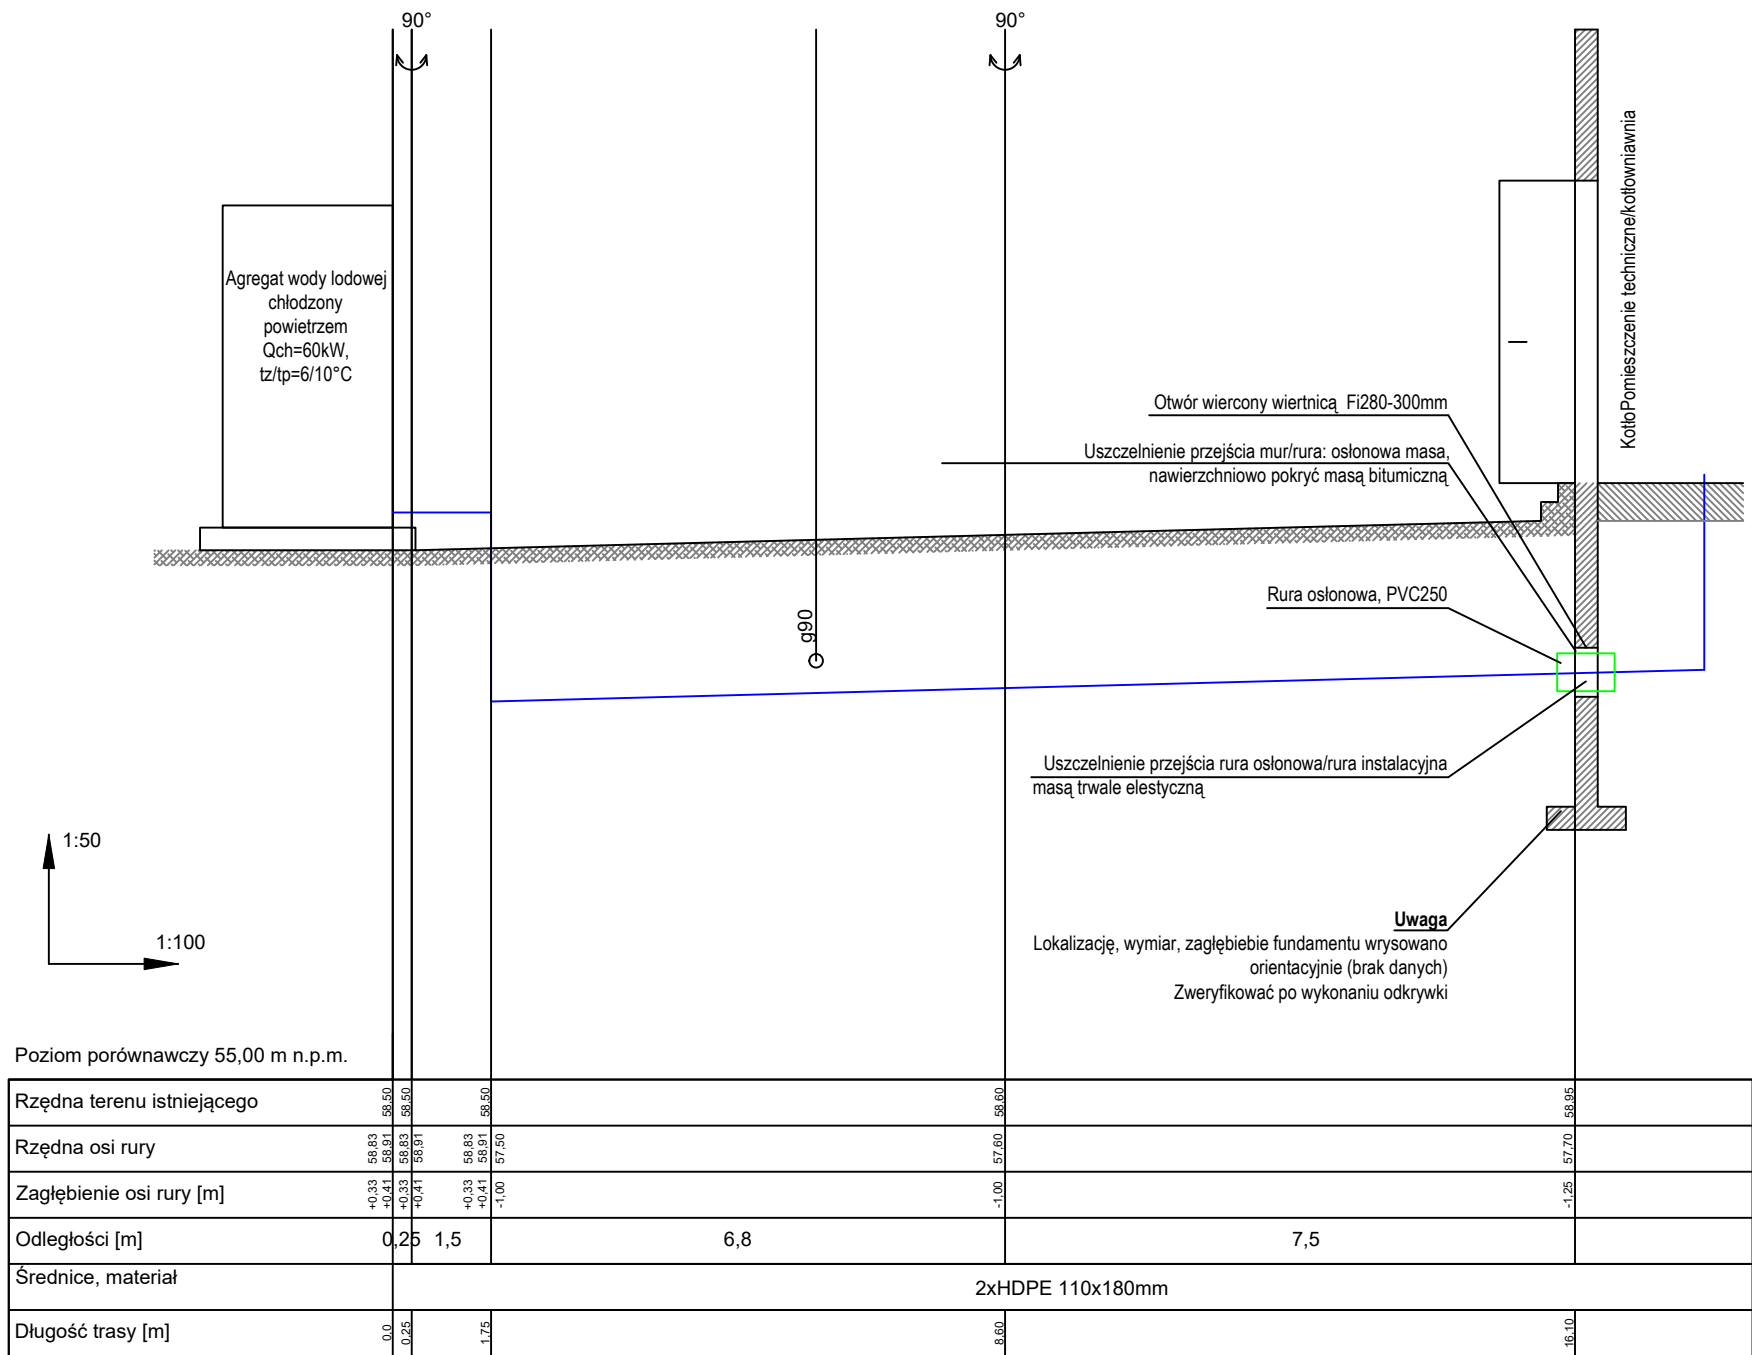 90°
90°
Agregat wody lodowej
chłodzony
powietrzem
Qch=60kW,
tz/tp=6/10°C
KotłoPomieszczenie techniczne/kotłowniawnia
Otwór wiercony wiertnicą Fi280-300mm
Uszczelnienie przejścia mur/rura: osłonowa masa,
nawierzchniowo pokryć masą bitumiczną
Rura osłonowa, PVC250
g90
Uszczelnienie przejścia rura osłonowa/rura instalacyjna
masą trwale elestyczną
1:50
1:100
Uwaga
Lokalizację, wymiar, zagłębiebie fundamentu wrysowano
orientacyjnie (brak danych)
Zweryfikować po wykonaniu odkrywki
Poziom porównawczy 55,00 m n.p.m.
Rzędna terenu istniejącego 58,50 58,50 58,50 58,60 58,95
Rzędna osi rury 58,83 58,91 58,83 58,91 58,83 58,91 57,50 57,60 57,70
Zagłębienie osi rury [m] +0,33 +0,41 +0,33 +0,41 +0,33 +0,41 -1,00 -1,00 -1,25
Odległości [m] 0,25 1,5 6,8 7,5
Średnice, materiał 2xHDPE 110x180mm
Długość trasy [m] 0,0 0,25 1,75 8,60 16,10